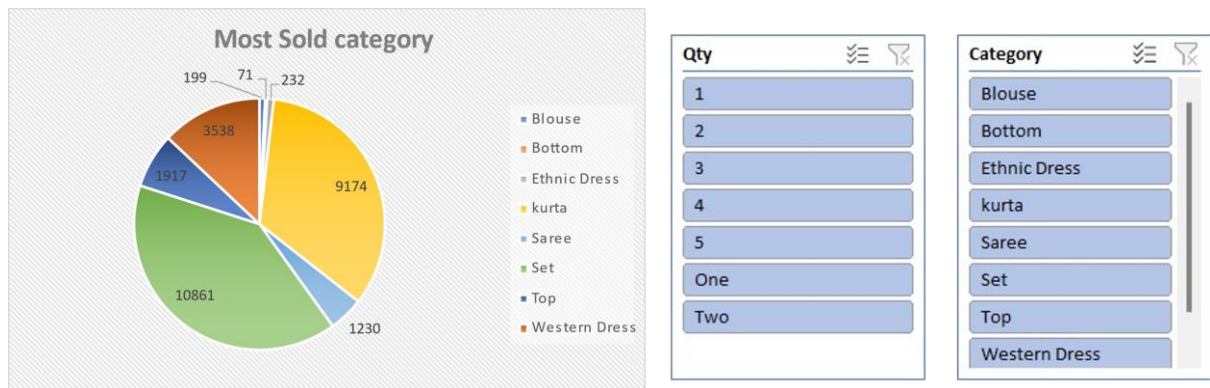 Most Sold category
199
71
232
3538
1917
9174
10861
1230
Blouse
Bottom
Ethnic Dress
kurta
Saree
Set
Top
Western Dress
Qty
1
2
3
4
5
One
Two
Category
Blouse
Bottom
Ethnic Dress
kurta
Saree
Set
Top
Western Dress